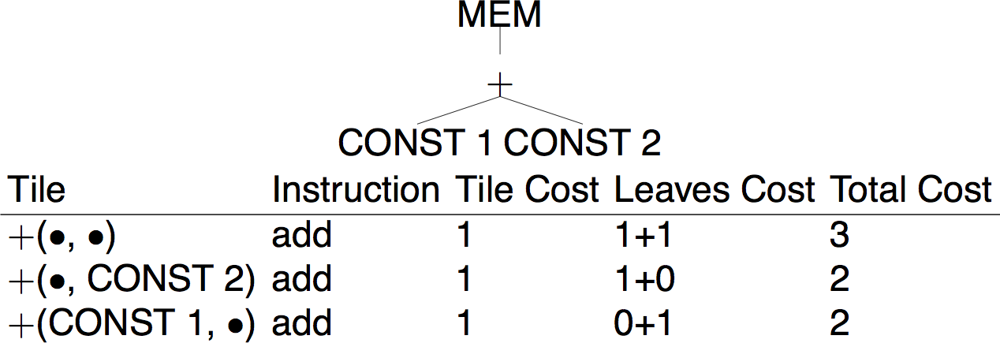 MEM
+
CONST 1 CONST 2
Tile Instruction Tile Cost Leaves Cost Total Cost
+(•, •) add 1 1+1 3
+(•, CONST 2) add 1 1+0 2
+(CONST 1, •) add 1 0+1 2